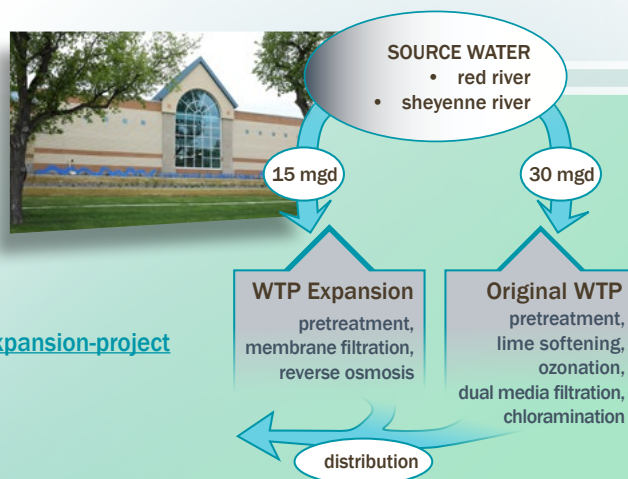 SOURCE WATER
• red river
• sheyenne river
15 mgd
30 mgd
WTP Expansion
pretreatment,
membrane filtration,
reverse osmosis
Original WTP
pretreatment,
lime softening,
ozonation,
dual media filtration,
chloramination
xpansion-project
distribution